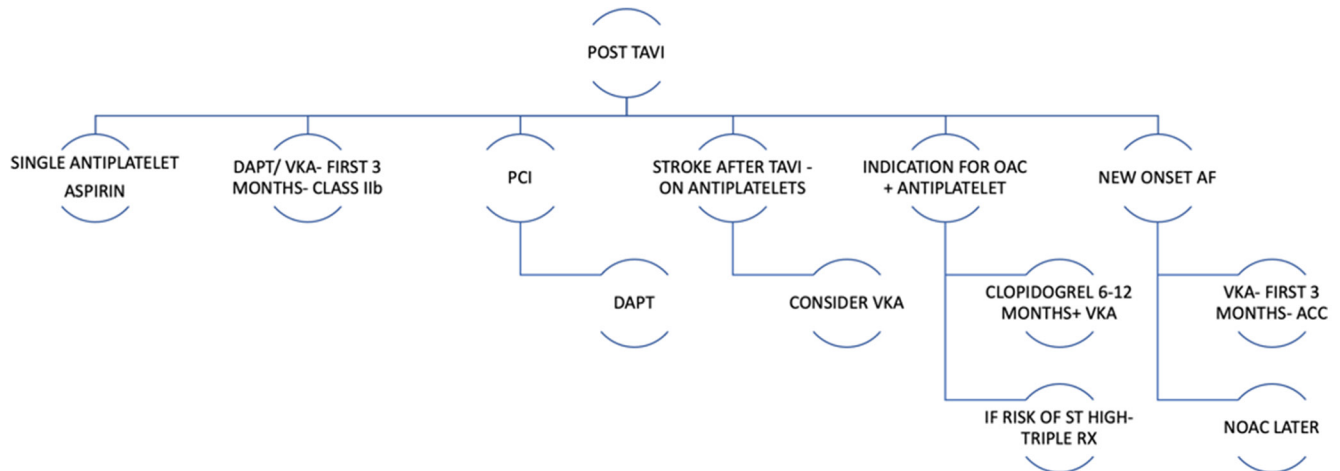 POST TAVI
SINGLE ANTIPLATELET
ASPIRIN
DAPT/ VKA- FIRST 3
MONTHS- CLASS IIb
PCI
DAPT
STROKE AFTER TAVI -
ON ANTIPLATELETS
CONSIDER VKA
INDICATION FOR OAC
+ ANTIPLATELET
CLOPIDOGREL 6-12
MONTHS+ VKA
IF RISK OF ST HIGH-
TRIPLE RX
NEW ONSET AF
VKA- FIRST 3
MONTHS- ACC
NOAC LATER